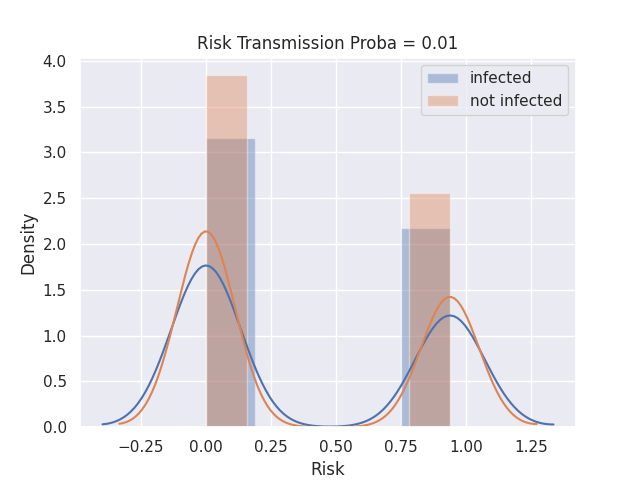 Risk Transmission Proba = 0.01
infected
not infected
Density
4.0
3.5
3.0
2.5
2.0
1.5
1.0
0.5
0.0
−0.25 0.00 0.25 0.50 0.75 1.00 1.25
Risk